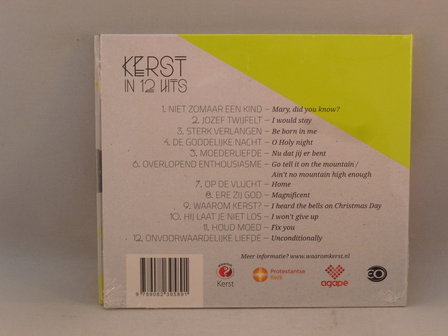 KERST
IN 12 HITS
1. NIET ZOMAAR EEN KIND – Mary, did you know?
2. JOZEF TWIJFELT – I would stay
3. STERK VERLANGEN – Be born in me
4. DE GODDELIJKE NACHT – O Holy night
5. MOEDERLIEFDE – Nu dat jij er bent
6. OVERLOPEND ENTHOUSIASME – Go tell it on the mountain /
Ain't no mountain high enough
7. OP DE VLUCHT – Home
8. ERE ZIJ GOD – Magnificent
9. WAAROM KERST? – I heard the bells on Christmas Day
10. HIJ LAAT JE NIET LOS – I won't give up
11. HOUD MOED – Fix you
12. ONVOORWAARDELIJKE LIEFDE – Unconditionally
Meer informatie? www.waaromkerst.nl
Kerst
Protestantse
Kerk
agape
EO
9 789082 305891